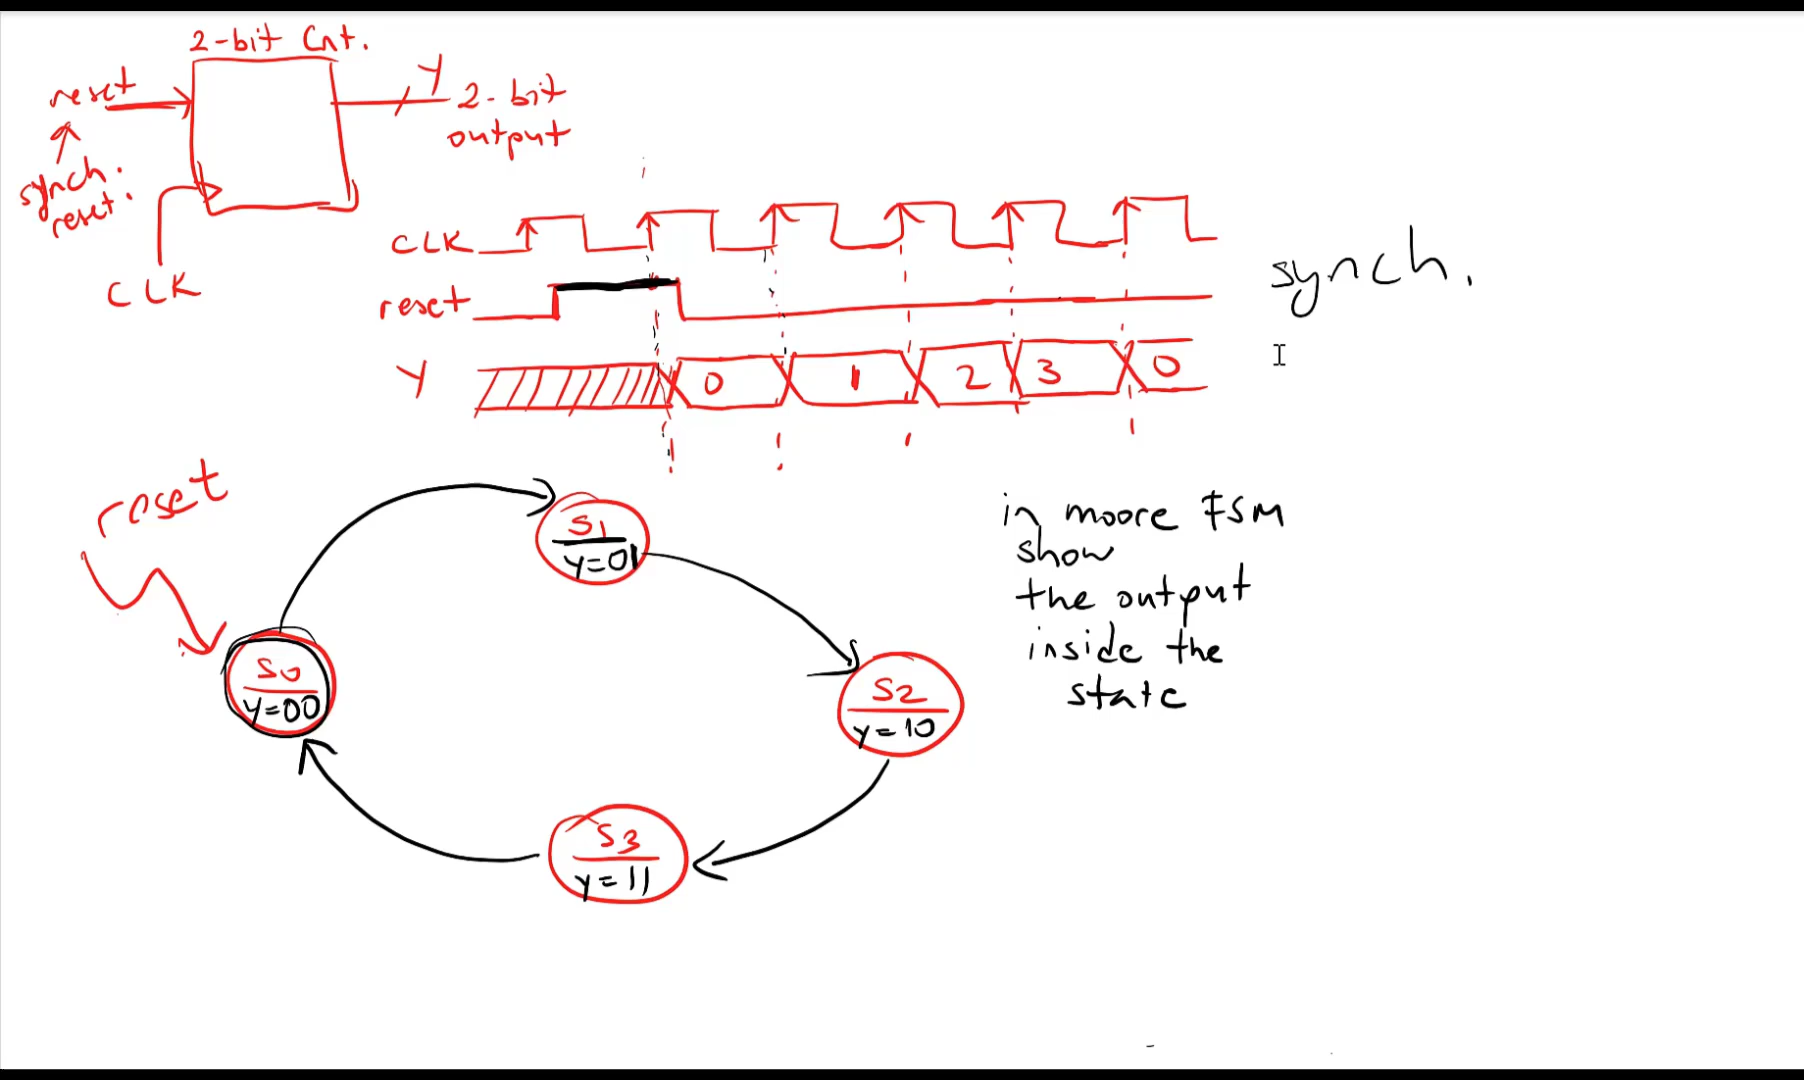 2-bit Cnt.
reset
Y
2-bit
output
synch.
reset.
CLK
CLK
reset
Y
0
1
2
3
0
synch.
reset
S0
Y=00
S1
Y=01
S2
Y=10
S3
Y=11
in moore FSM
show
the output
inside the
state